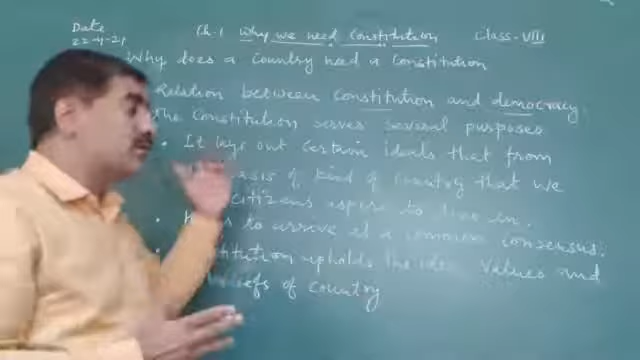 Date Ch.1 Why we need Constitution Class-VIII
22-4-21
Why does a Country need a Constitution
Relation between Constitution and democracy.
The Constitution serves several purposes
• It lays out certain ideals that from
basis of kind of country that we
citizens aspire to live in.
• to arrive at a common consensus.
• upholds the idea values and
of Country